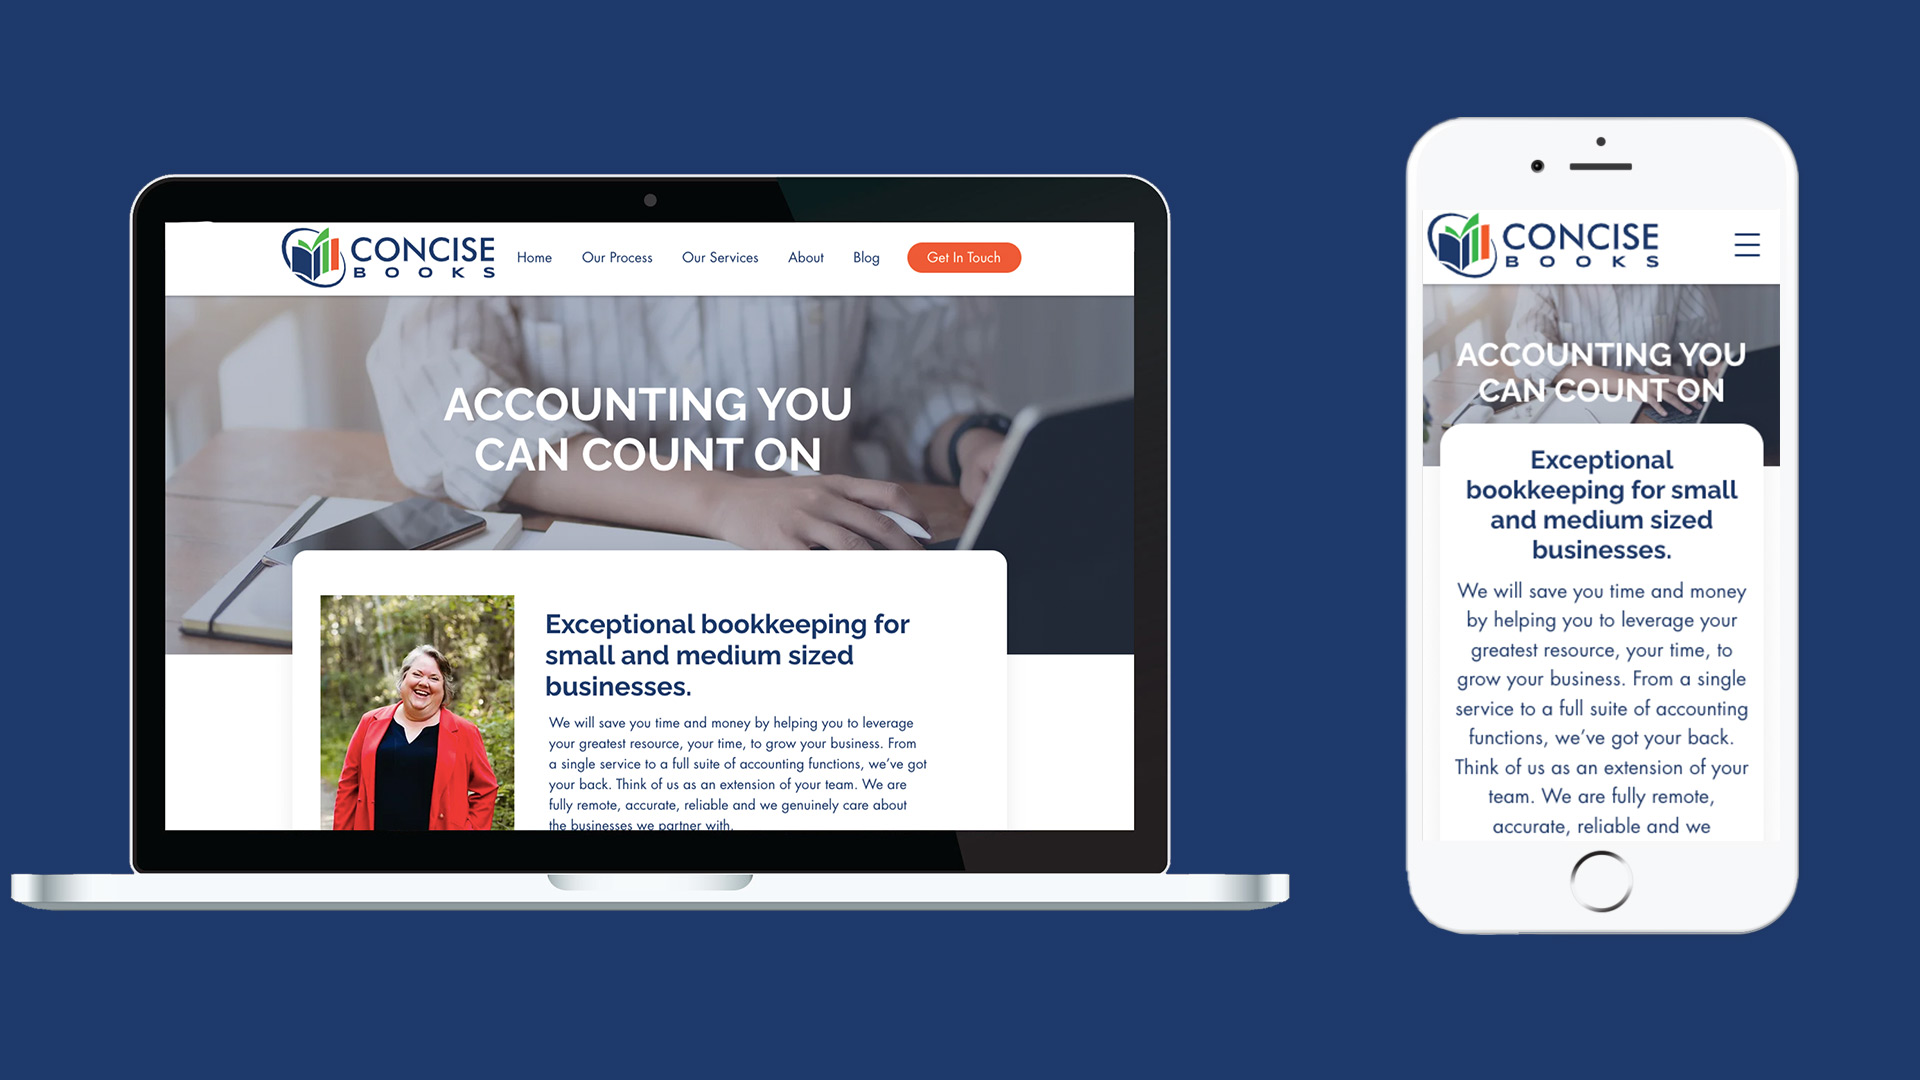 CONCISE
BOOKS
Home
Our Process
Our Services
About
Blog
Get In Touch
ACCOUNTING YOU
CAN COUNT ON
Exceptional bookkeeping for
small and medium sized
businesses.
We will save you time and money by helping you to leverage
your greatest resource, your time, to grow your business. From
a single service to a full suite of accounting functions, we’ve got
your back. Think of us as an extension of your team. We are
fully remote, accurate, reliable and we genuinely care about
the businesses we partner with.
CONCISE
BOOKS
ACCOUNTING YOU
CAN COUNT ON
Exceptional
bookkeeping for small
and medium sized
businesses.
We will save you time and money
by helping you to leverage your
greatest resource, your time, to
grow your business. From a single
service to a full suite of accounting
functions, we’ve got your back.
Think of us as an extension of your
team. We are fully remote,
accurate, reliable and we